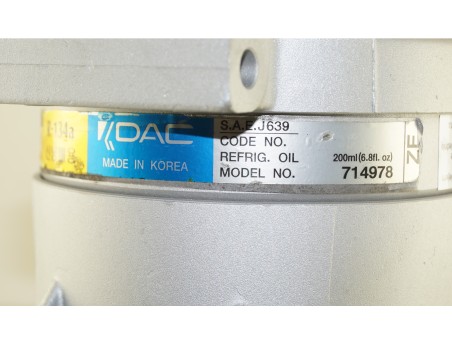 R-134a
DAC
MADE IN KOREA
S.A.E.J639
CODE NO.
REFRIG. OIL 200ml(6.8fl. oz)
MODEL NO. 714978
ZE